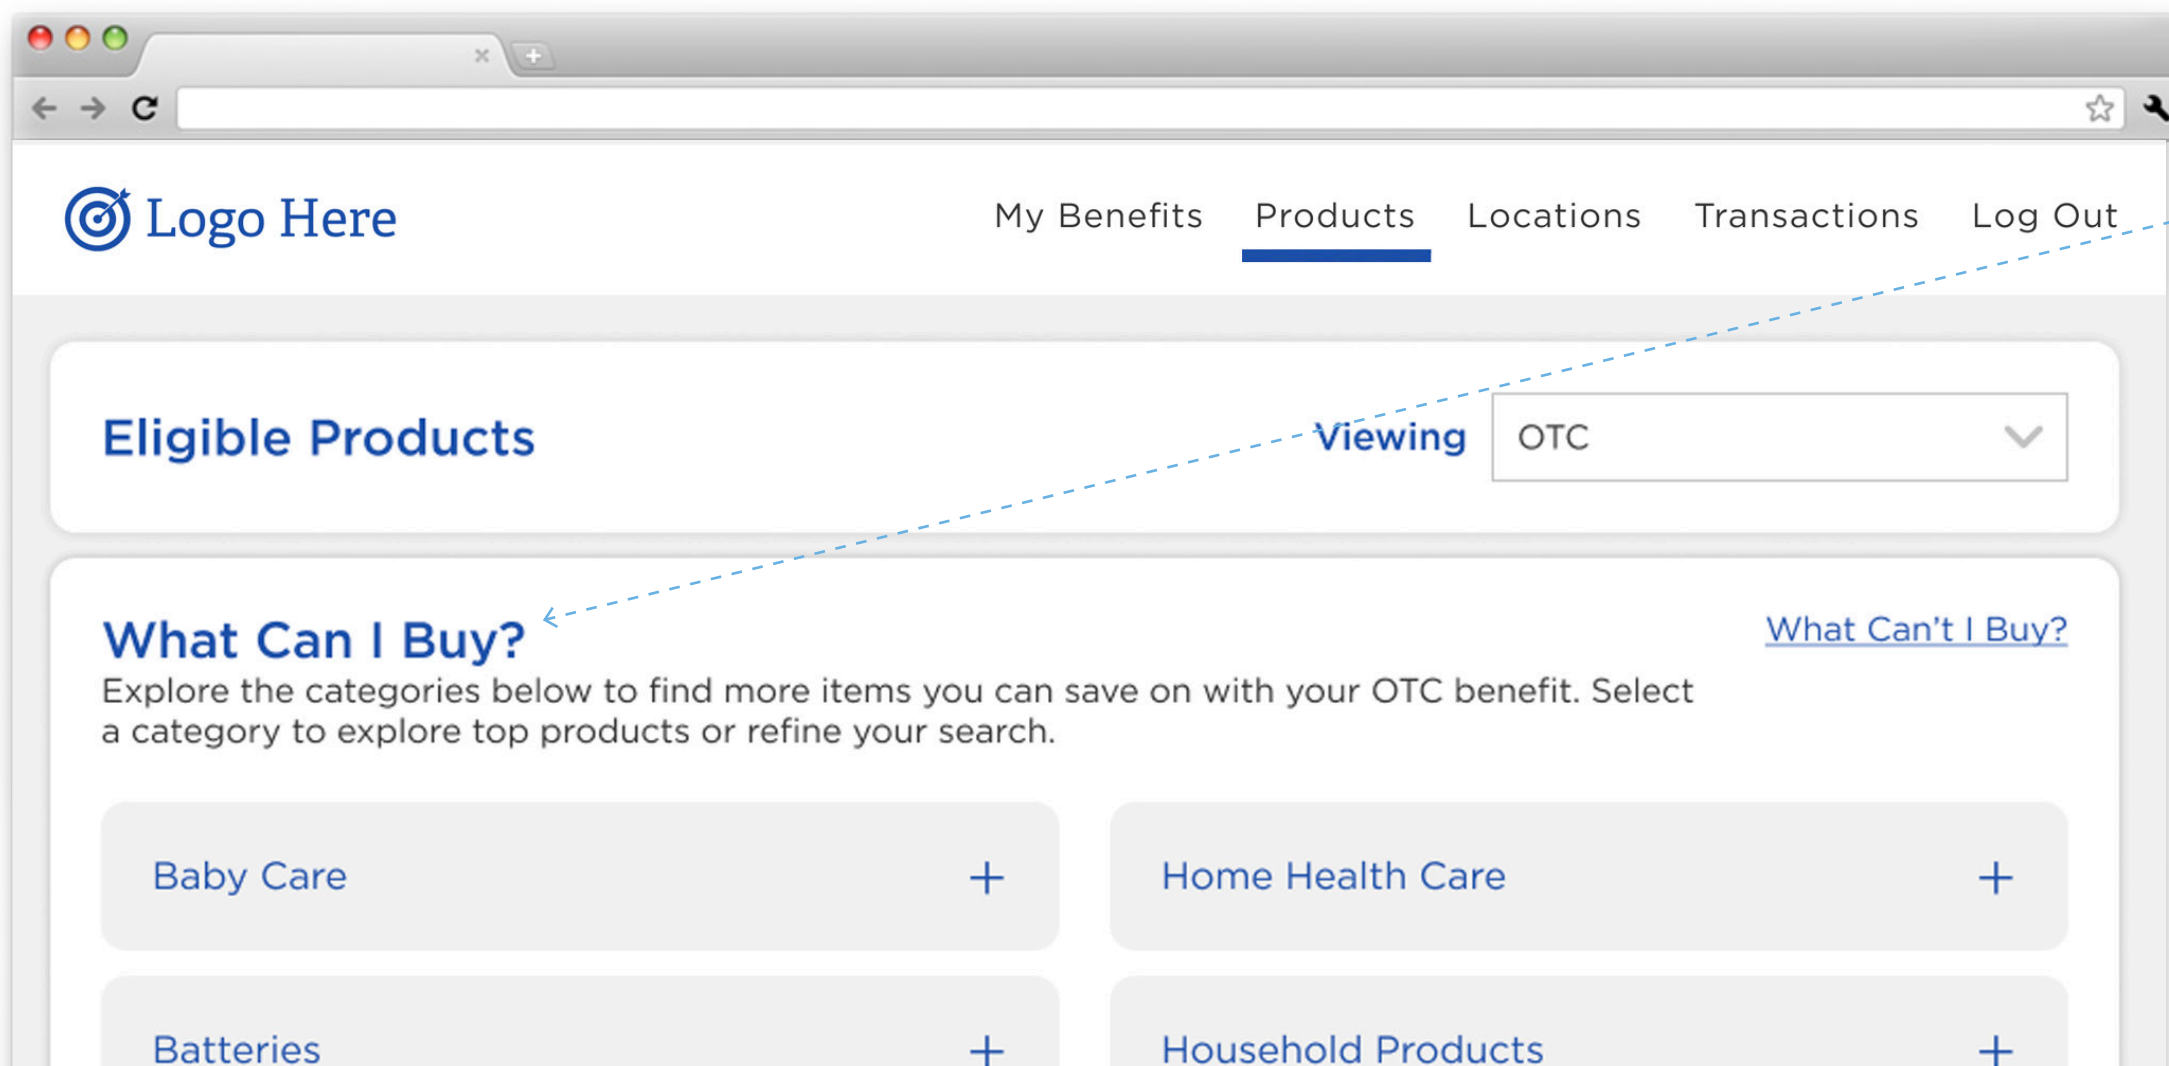 Logo Here
My Benefits Products Locations Transactions Log Out
Eligible Products
Viewing OTC
What Can I Buy?
What Can't I Buy?
Explore the categories below to find more items you can save on with your OTC benefit. Select
a category to explore top products or refine your search.
Baby Care +
Home Health Care +
Batteries +
Household Products +